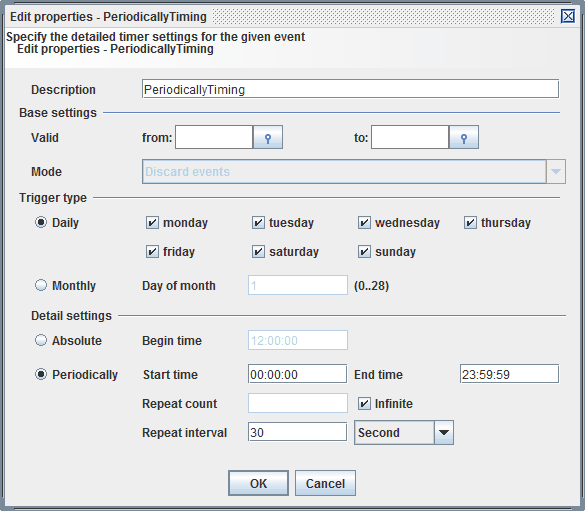 Edit properties - PeriodicallyTiming
Specify the detailed timer settings for the given event
Edit properties - PeriodicallyTiming
Description PeriodicallyTiming
Base settings
Valid from: to:
Mode Discard events
Trigger type
Daily monday tuesday wednesday thursday
friday saturday sunday
Monthly Day of month 1 (0..28)
Detail settings
Absolute Begin time 12:00:00
Periodically Start time 00:00:00 End time 23:59:59
Repeat count Infinite
Repeat interval 30 Second
OK Cancel